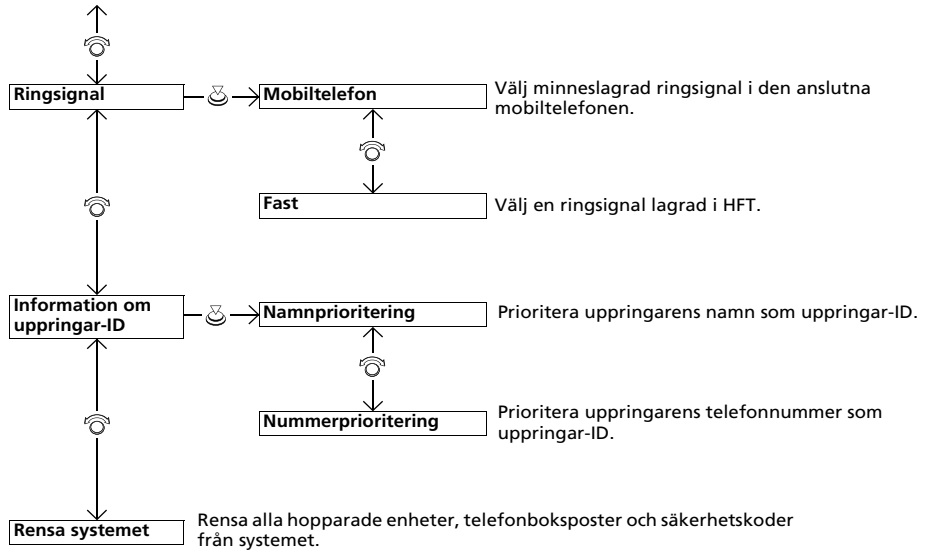 Ringsignal
Mobiltelefon
Välj minneslagrad ringsignal i den anslutna
mobiltelefonen.
Fast
Välj en ringsignal lagrad i HFT.
Information om
uppringar-ID
Namnprioritering
Prioritera uppringarens namn som uppringar-ID.
Nummerprioritering
Prioritera uppringarens telefonnummer som
uppringar-ID.
Rensa systemet
Rensa alla hopparade enheter, telefonboksposter och säkerhetskoder
från systemet.